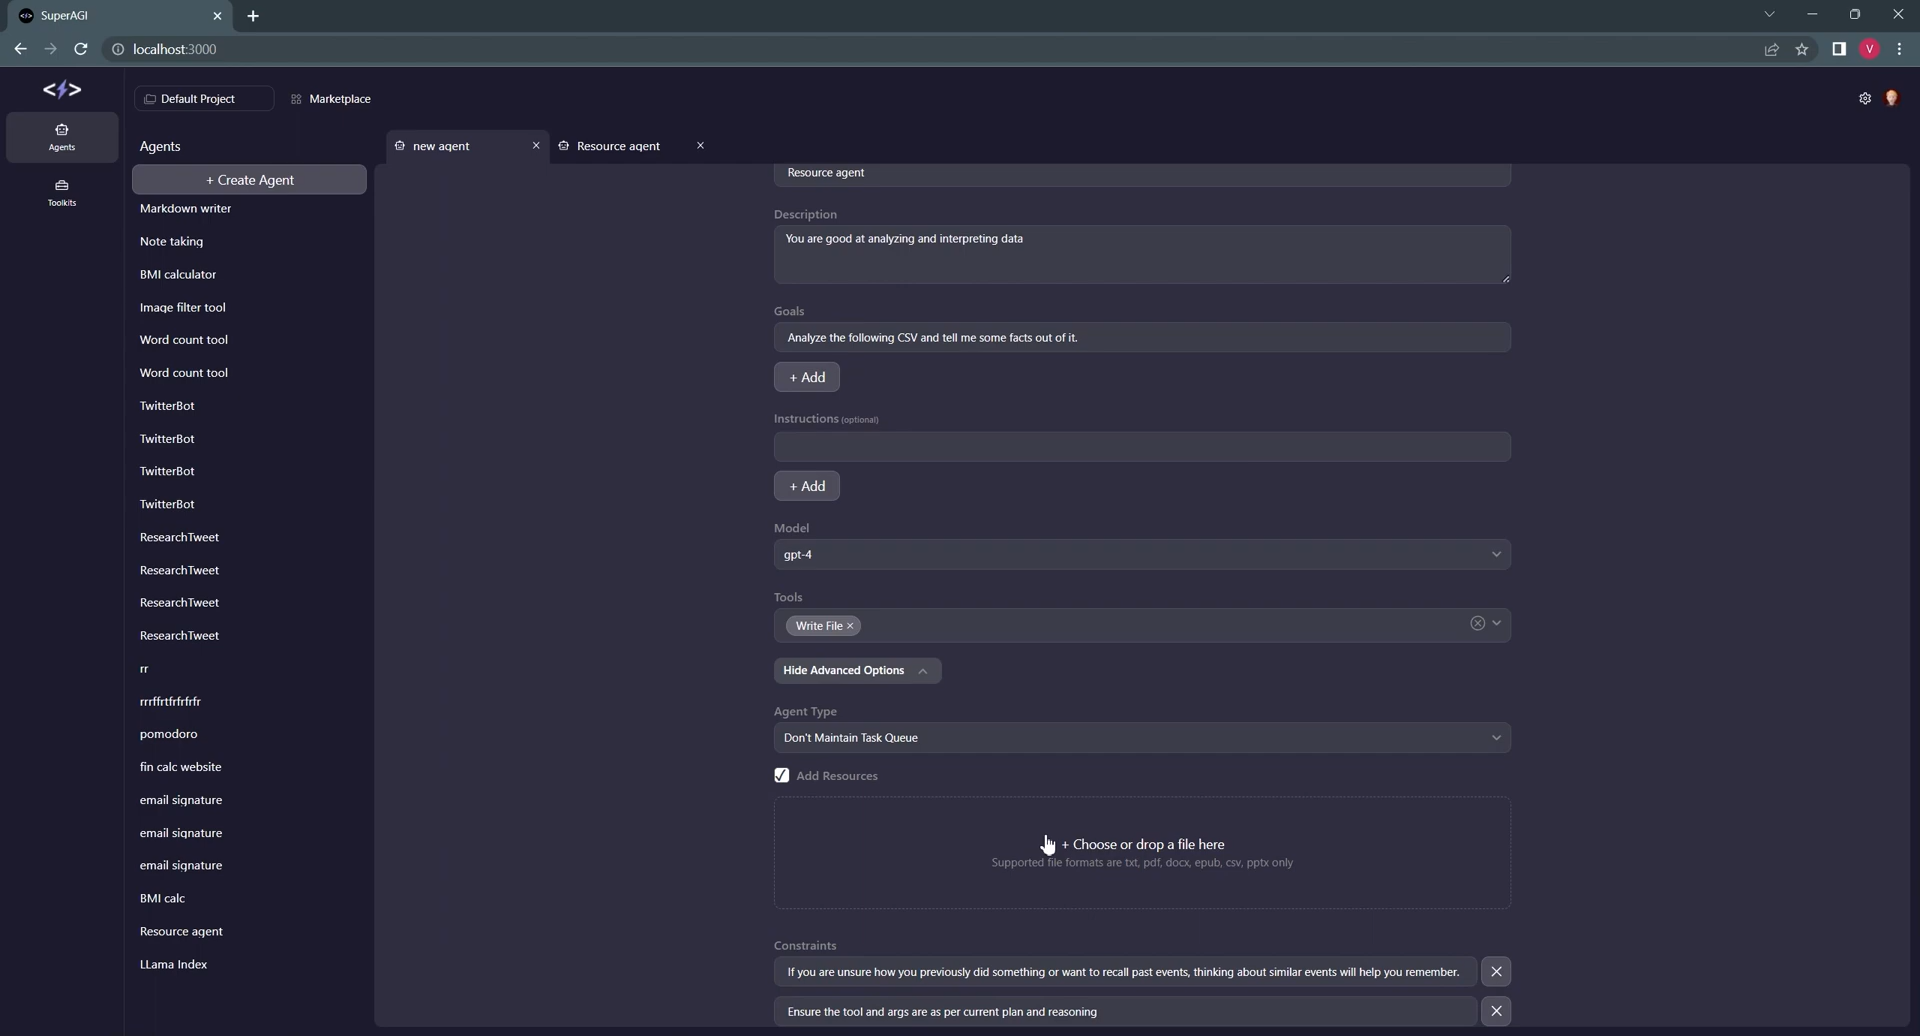 SuperAGI
localhost:3000
V
Default Project
Marketplace
Agents
Toolkits
Agents
+ Create Agent
Markdown writer
Note taking
BMI calculator
Image filter tool
Word count tool
Word count tool
TwitterBot
TwitterBot
TwitterBot
TwitterBot
ResearchTweet
ResearchTweet
ResearchTweet
ResearchTweet
rr
rrrffrtfrfrfrfr
pomodoro
fin calc website
email signature
email signature
email signature
BMI calc
Resource agent
LLama Index
new agent
Resource agent
Resource agent
Description
You are good at analyzing and interpreting data
Goals
Analyze the following CSV and tell me some facts out of it.
+ Add
Instructions (optional)
+ Add
Model
gpt-4
Tools
Write File
Hide Advanced Options
Agent Type
Don't Maintain Task Queue
Add Resources
+ Choose or drop a file here
Supported file formats are txt, pdf, docx, epub, csv, pptx only
Constraints
If you are unsure how you previously did something or want to recall past events, thinking about similar events will help you remember.
Ensure the tool and args are as per current plan and reasoning